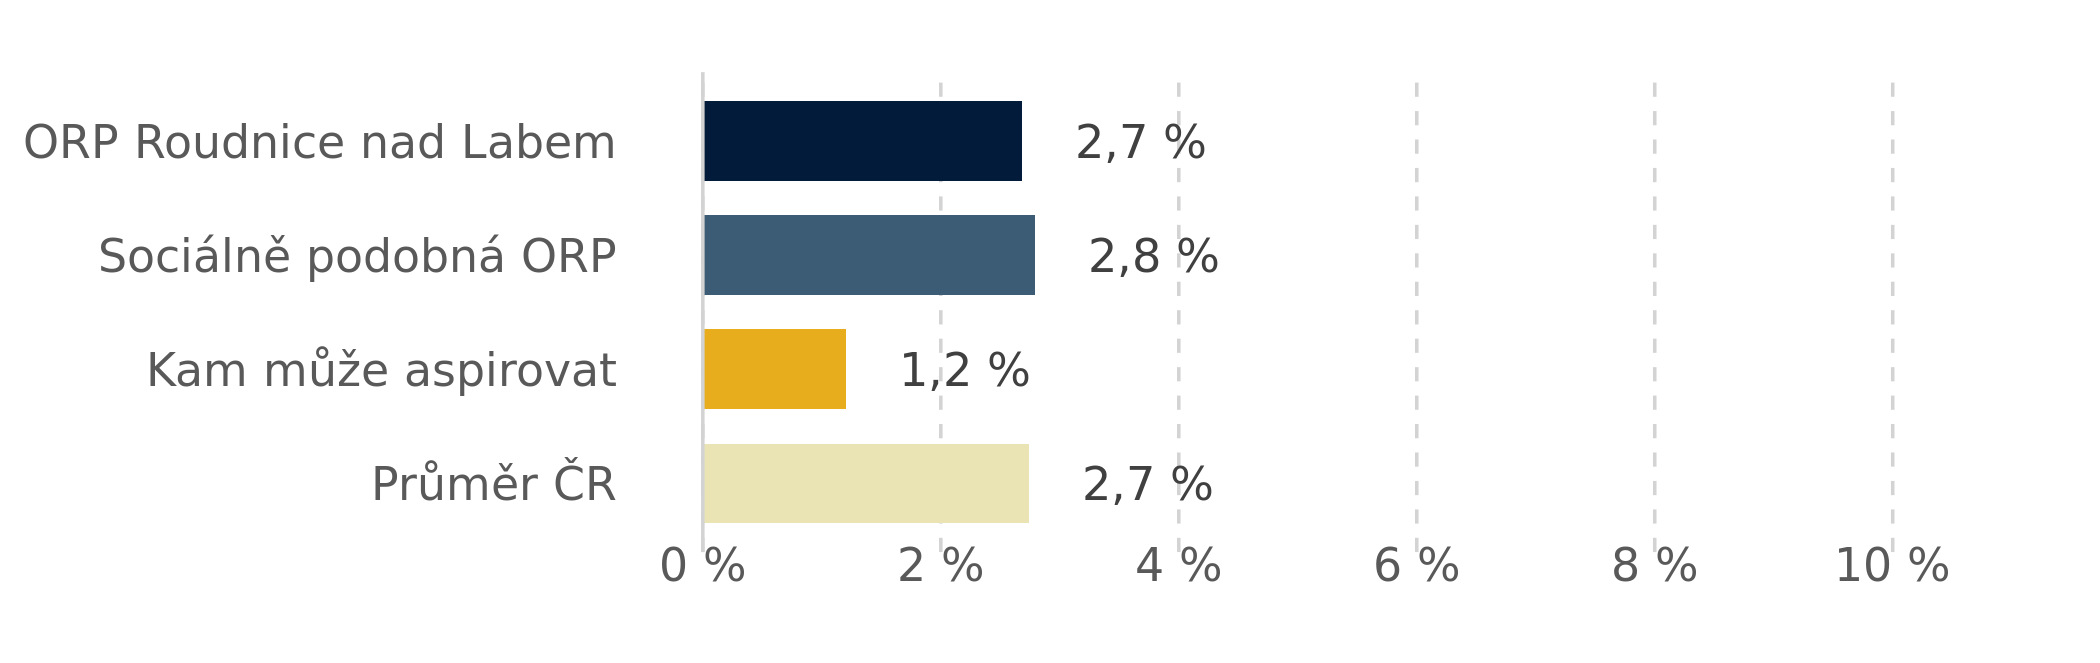 ORP Roudnice nad Labem 2,7 %
Sociálně podobná ORP 2,8 %
Kam může aspirovat 1,2 %
Průměr ČR 2,7 %
0 % 2 % 4 % 6 % 8 % 10 %